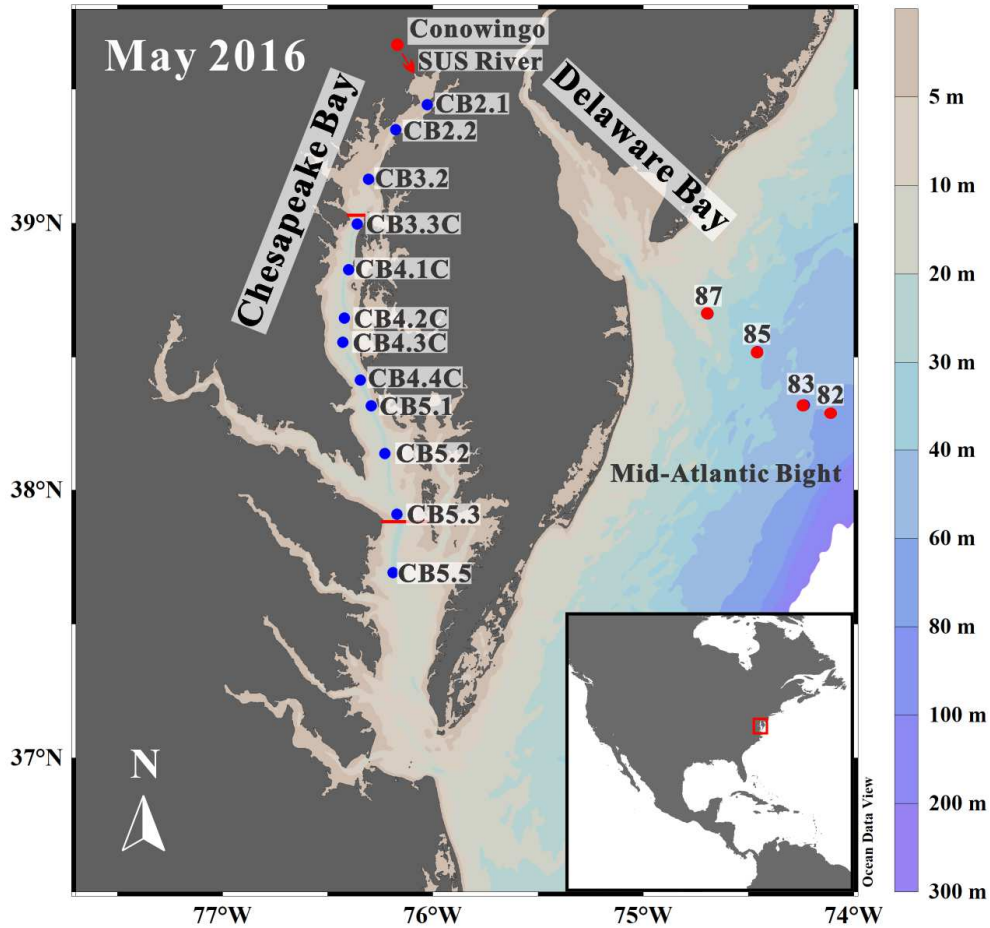 May 2016
Conowingo
SUS River
Chesapeake Bay
Delaware Bay
CB2.1
CB2.2
CB3.2
CB3.3C
CB4.1C
CB4.2C
CB4.3C
CB4.4C
CB5.1
CB5.2
CB5.3
CB5.5
87
85
83
82
Mid-Atlantic Bight
N
39°N
38°N
37°N
77°W
76°W
75°W
74°W
5 m
10 m
20 m
30 m
40 m
60 m
80 m
100 m
200 m
300 m
Ocean Data View